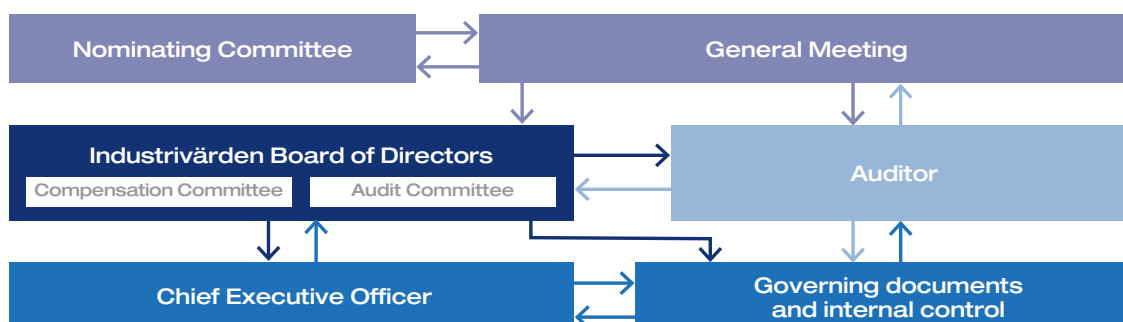 Nominating Committee
General Meeting
Industrivärden Board of Directors
Compensation Committee
Audit Committee
Auditor
Chief Executive Officer
Governing documents
and internal control